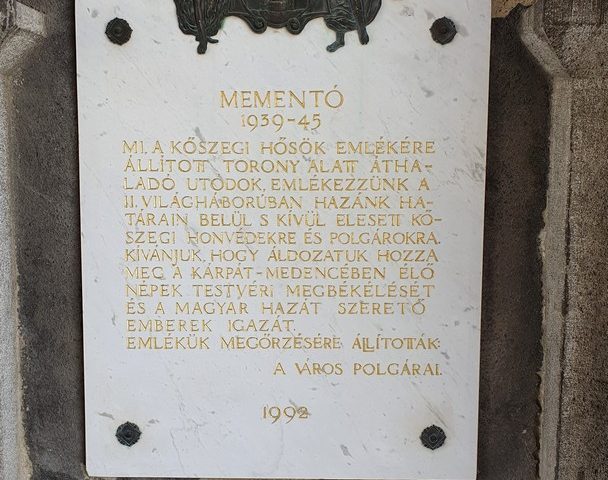 MEMENTÓ
1939-45
MI, A KŐSZEGI HŐSÖK EMLÉKÉRE
ÁLLÍTOTT TORONY ALATT ÁTHA-
LADÓ UTÓDOK, EMLÉKEZZÜNK A
II. VILÁGHÁBORÚBAN HAZÁNK HA-
TÁRAIN BELÜL S KÍVÜL ELESETT KŐ-
SZEGI HONVÉDEKRE ÉS POLGÁROKRA.
KÍVÁNJUK, HOGY ÁLDOZATUK HOZZA
MEG A KÁRPÁT-MEDENCÉBEN ÉLŐ
NÉPEK TESTVÉRI MEGBÉKÉLÉSÉT
ÉS A MAGYAR HAZÁT SZERETŐ
EMBEREK IGAZÁT.
EMLÉKÜK MEGŐRZÉSÉRE ÁLLÍTOTTÁK:
A VÁROS POLGÁRAI.
1992